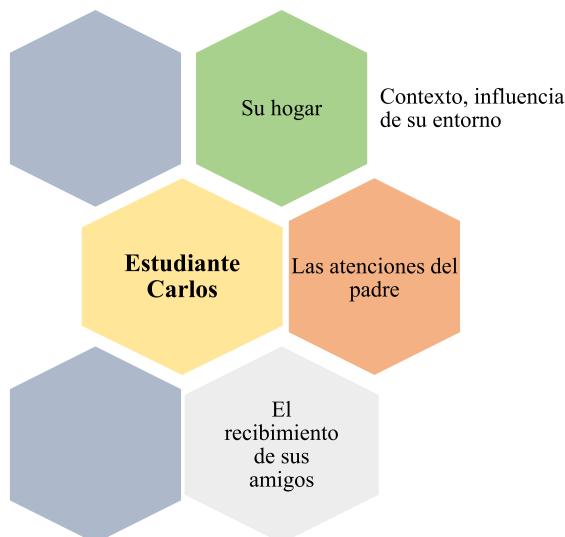 Su hogar
Contexto, influencia
de su entorno
Estudiante
Carlos
Las atenciones del
padre
El
recibimiento
de sus
amigos